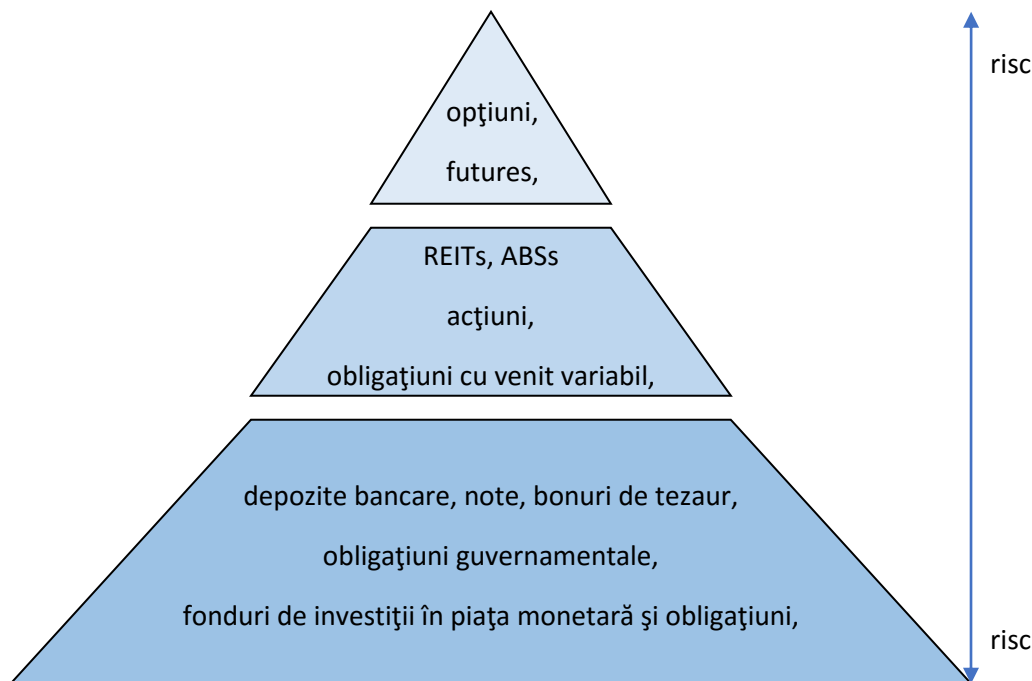 risc
opţiuni,
futures,
REITs, ABSs
acţiuni,
obligaţiuni cu venit variabil,
depozite bancare, note, bonuri de tezaur,
obligaţiuni guvernamentale,
fonduri de investiţii în piaţa monetară şi obligaţiuni,
risc